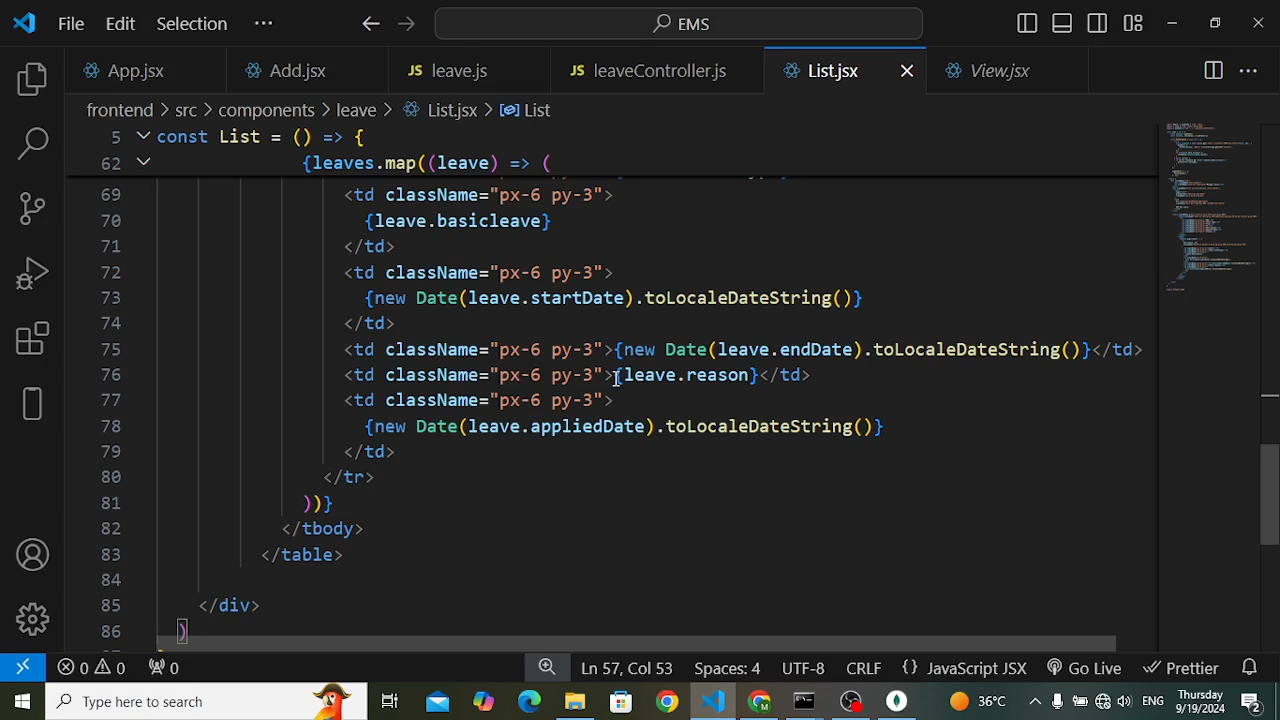 File Edit Selection ··· EMS
App.jsx Add.jsx JS leave.js JS leaveController.js List.jsx View.jsx
frontend > src > components > leave > List.jsx > List
5 const List = () => {
62 {leaves.map((leave) => (
69 <td className="px-6 py-3">
70 {leave.basicleave}
71 </td>
72 <td className="px-6 py-3">
73 {new Date(leave.startDate).toLocaleDateString()}
74 </td>
75 <td className="px-6 py-3">{new Date(leave.endDate).toLocaleDateString()}</td>
76 <td className="px-6 py-3">{leave.reason}</td>
77 <td className="px-6 py-3">
78 {new Date(leave.appliedDate).toLocaleDateString()}
79 </td>
80 </tr>
81 ))}
82 </tbody>
83 </table>
84
85 </div>
86 )
0 0 0 Ln 57, Col 53 Spaces: 4 UTF-8 CRLF {} JavaScript JSX Go Live Prettier
Type here to search 36°C ENG Thursday 9/19/2024 2